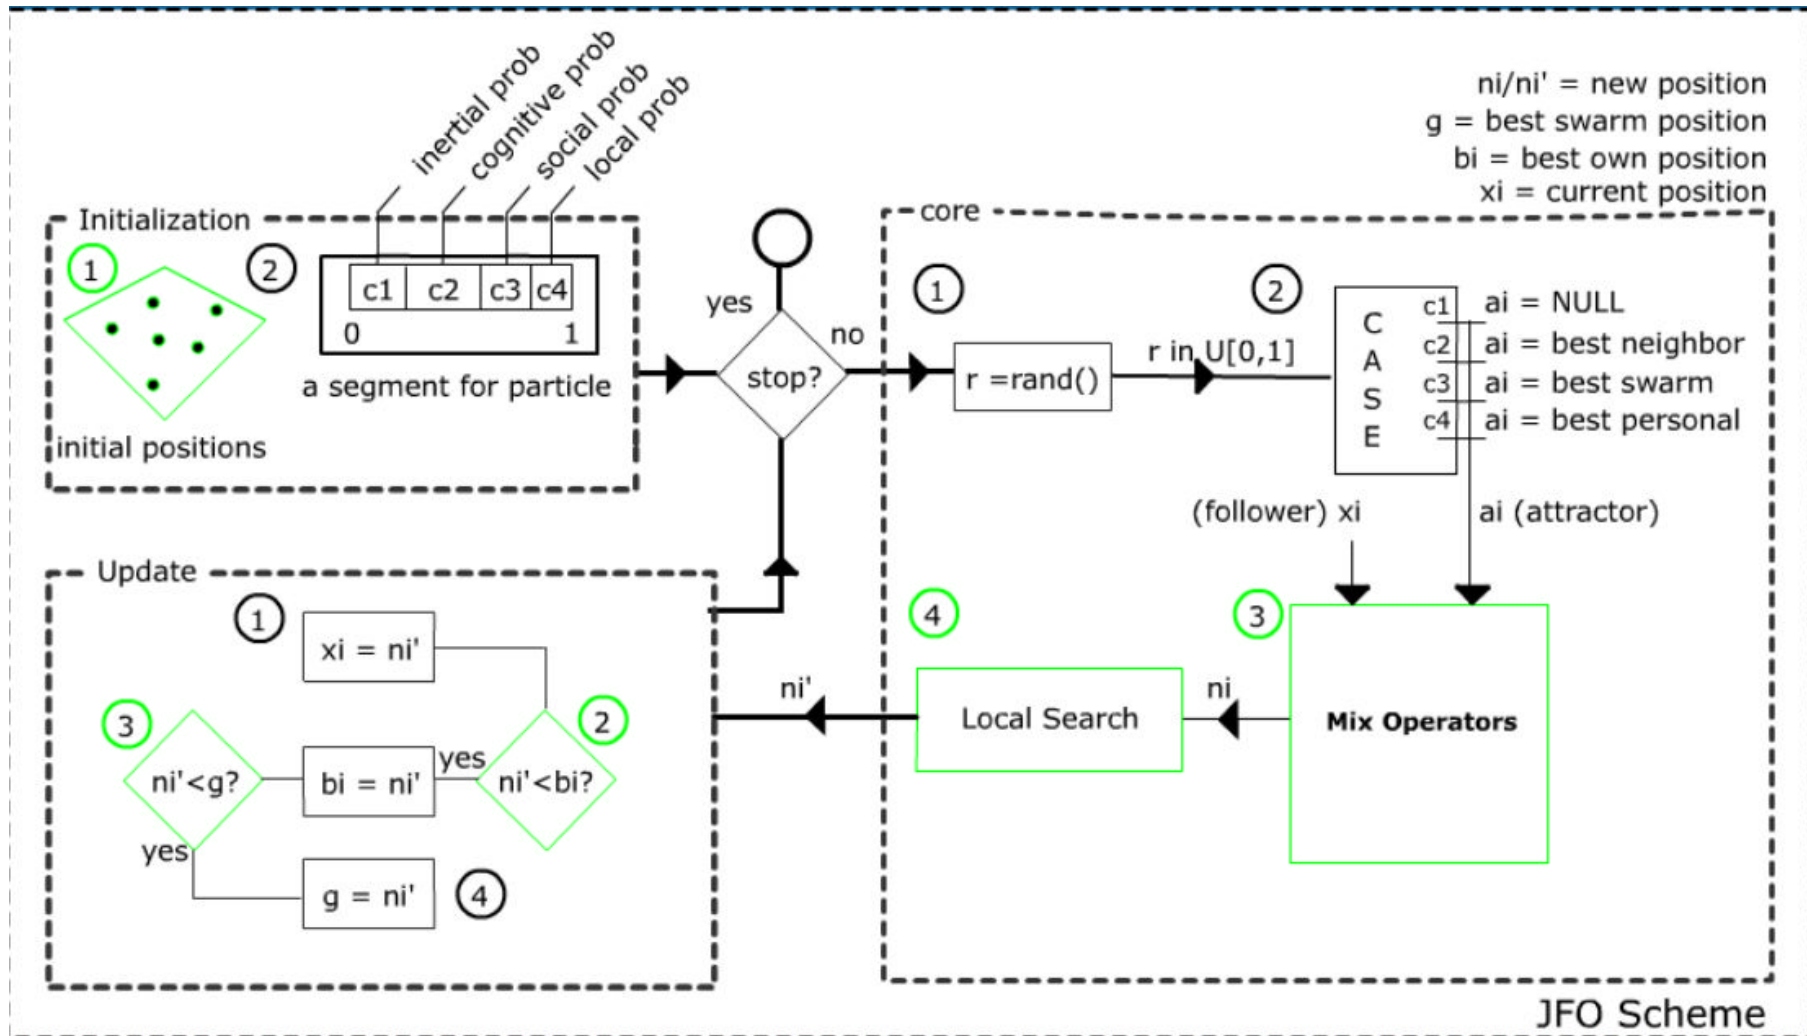 inertial prob
cognitive prob
social prob
local prob
ni/ni' = new position
g = best swarm position
bi = best own position
xi = current position
Initialization
1
2
c1 c2 c3 c4
0 1
a segment for particle
initial positions
yes
no
stop?
core
1
r =rand()
r in U[0,1]
2
CASE
c1 ai = NULL
c2 ai = best neighbor
c3 ai = best swarm
c4 ai = best personal
(follower) xi
ai (attractor)
3
Mix Operators
ni
4
Local Search
ni'
Update
1
xi = ni'
2
ni'<bi?
yes
bi = ni'
3
ni'<g?
yes
g = ni'
4
JFO Scheme